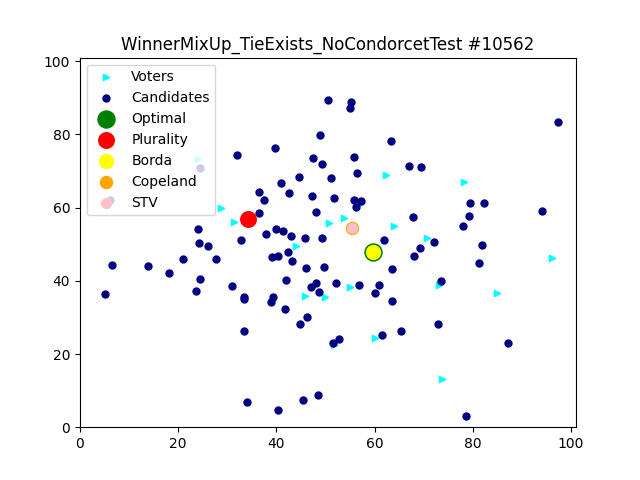 WinnerMixUp_TieExists_NoCondorcetTest #10562
Voters
Candidates
Optimal
Plurality
Borda
Copeland
STV
100
80
60
40
20
0
0 20 40 60 80 100